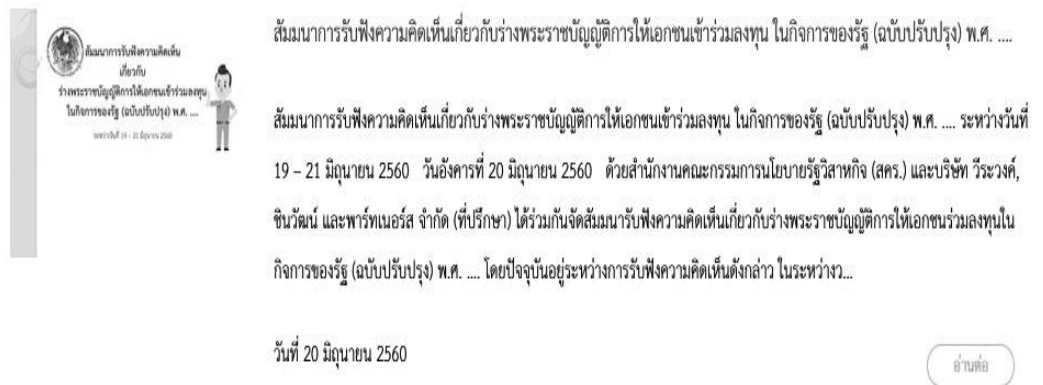 สัมมนาการรับฟังความคิดเห็น
เกี่ยวกับ
ร่างพระราชบัญญัติการให้เอกชนเข้าร่วมลงทุน
ในกิจการของรัฐ (ฉบับปรับปรุง) พ.ศ. ....
ระหว่างวันที่ 19 - 21 มิถุนายน 2560
สัมมนาการรับฟังความคิดเห็นเกี่ยวกับร่างพระราชบัญญัติการให้เอกชนเข้าร่วมลงทุน ในกิจการของรัฐ (ฉบับปรับปรุง) พ.ศ. ....
สัมมนาการรับฟังความคิดเห็นเกี่ยวกับร่างพระราชบัญญัติการให้เอกชนเข้าร่วมลงทุน ในกิจการของรัฐ (ฉบับปรับปรุง) พ.ศ. .... ระหว่างวันที่
19 – 21 มิถุนายน 2560 วันอังคารที่ 20 มิถุนายน 2560 ด้วยสำนักงานคณะกรรมการนโยบายรัฐวิสาหกิจ (สคร.) และบริษัท วีระวงค์,
ชินวัฒน์ และพาร์ทเนอร์ส จำกัด (ที่ปรึกษา) ได้ร่วมกันจัดสัมมนารับฟังความคิดเห็นเกี่ยวกับร่างพระราชบัญญัติการให้เอกชนร่วมลงทุนใน
กิจการของรัฐ (ฉบับปรับปรุง) พ.ศ. .... โดยปัจจุบันอยู่ระหว่างการรับฟังความคิดเห็นดังกล่าว ในระหว่างว...
วันที่ 20 มิถุนายน 2560
อ่านต่อ